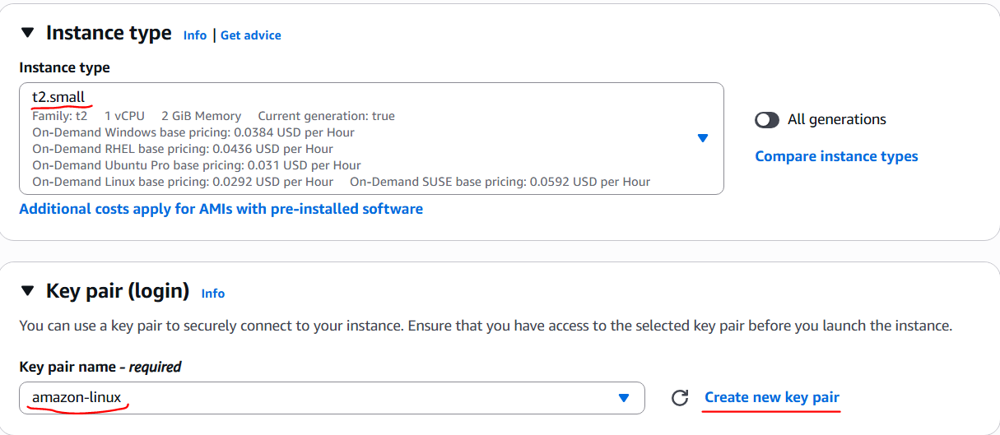 Instance type Info | Get advice
Instance type
t2.small
Family: t2 1 vCPU 2 GiB Memory Current generation: true
On-Demand Windows base pricing: 0.0384 USD per Hour
On-Demand RHEL base pricing: 0.0436 USD per Hour
On-Demand Ubuntu Pro base pricing: 0.031 USD per Hour
On-Demand Linux base pricing: 0.0292 USD per Hour On-Demand SUSE base pricing: 0.0592 USD per Hour
All generations
Compare instance types
Additional costs apply for AMIs with pre-installed software
Key pair (login) Info
You can use a key pair to securely connect to your instance. Ensure that you have access to the selected key pair before you launch the instance.
Key pair name - required
amazon-linux
Create new key pair